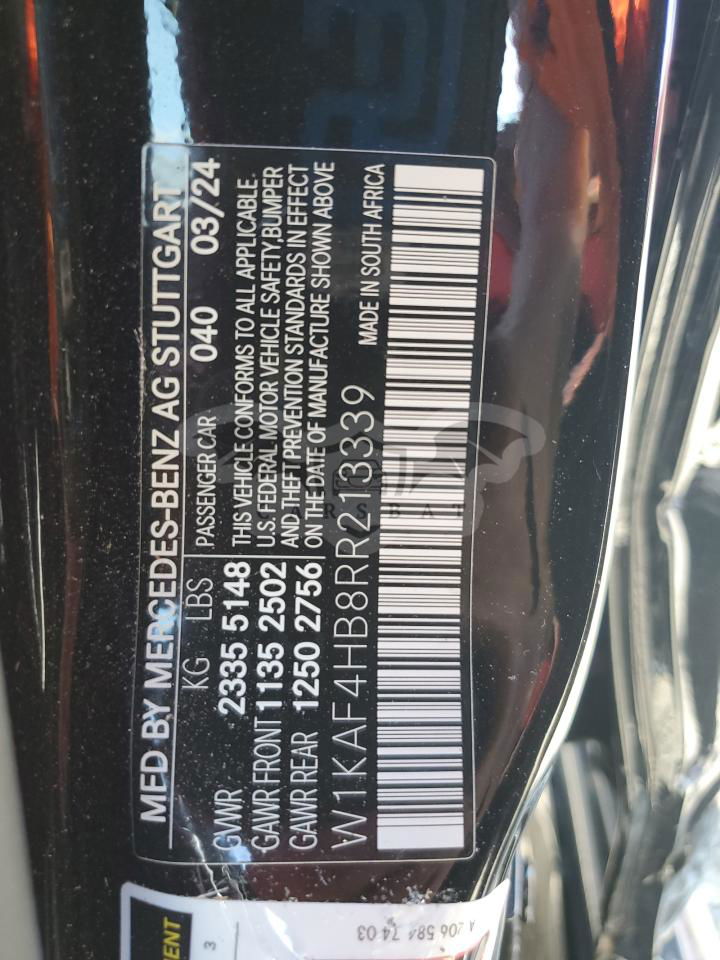 MFD BY MERCEDES-BENZ AG STUTTGART
KG LBS PASSENGER CAR 040 03/24
GVWR 2335 5148 THIS VEHICLE CONFORMS TO ALL APPLICABLE.
GAWR FRONT 1135 2502 U.S. FEDERAL MOTOR VEHICLE SAFETY,BUMPER
AND THEFT PREVENTION STANDARDS IN EFFECT
GAWR REAR 1250 2756 ON THE DATE OF MANUFACTURE SHOWN ABOVE
W1KAF4HB8RR213339 MADE IN SOUTH AFRICA
CARSBAT
3
A 206 584 74 03